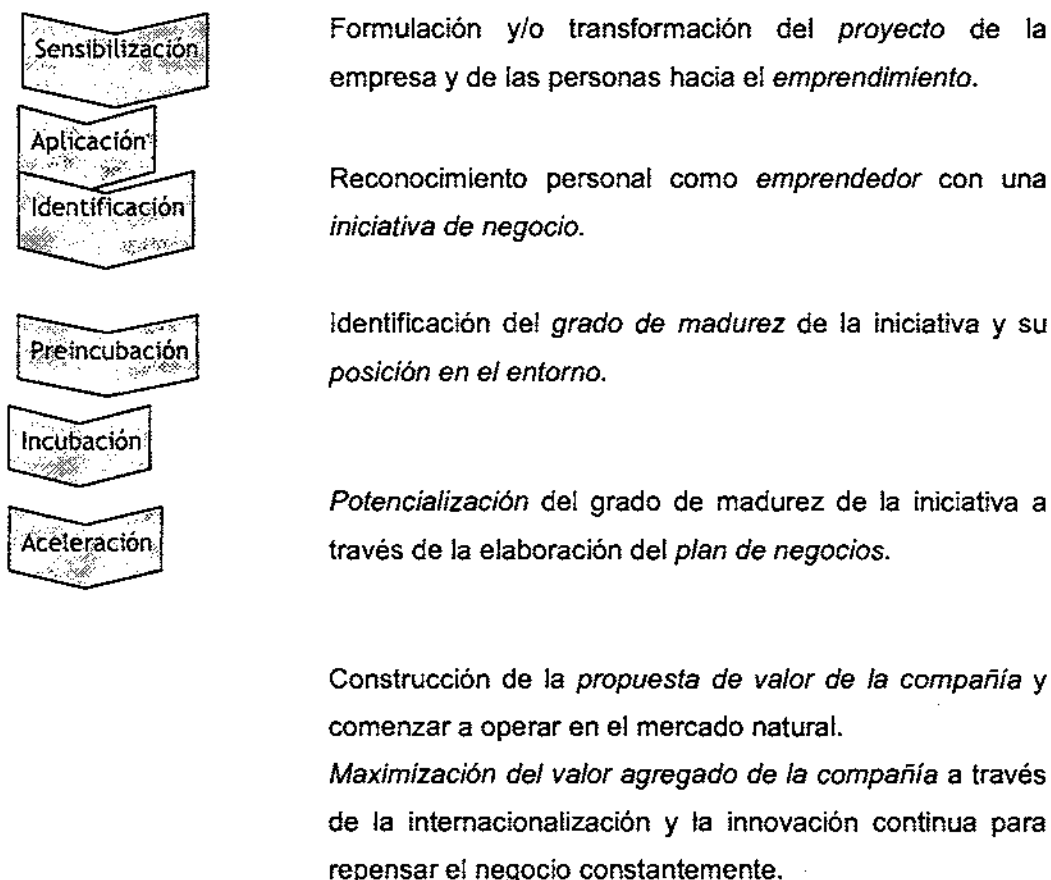 Sensibilización
Aplicación
Identificación
Preincubación
Incubación
Aceleración
Formulación y/o transformación del proyecto de la
empresa y de las personas hacia el emprendimiento.
Reconocimiento personal como emprendedor con una
iniciativa de negocio.
Identificación del grado de madurez de la iniciativa y su
posición en el entorno.
Potencialización del grado de madurez de la iniciativa a
través de la elaboración del plan de negocios.
Construcción de la propuesta de valor de la compañía y
comenzar a operar en el mercado natural.
Maximización del valor agregado de la compañía a través
de la internacionalización y la innovación continua para
repensar el negocio constantemente.